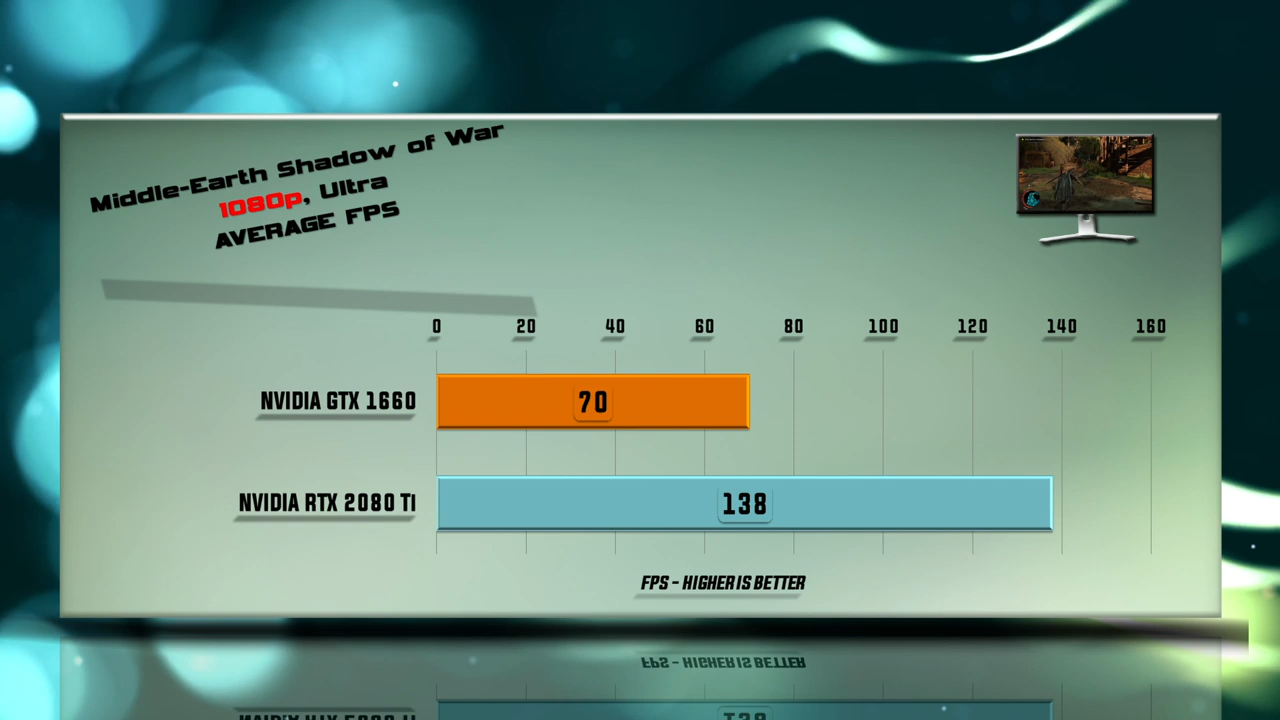 Middle-Earth Shadow of War
1080p, Ultra
AVERAGE FPS
0 20 40 60 80 100 120 140 160
NVIDIA GTX 1660 70
NVIDIA RTX 2080 TI 138
FPS - HIGHER IS BETTER